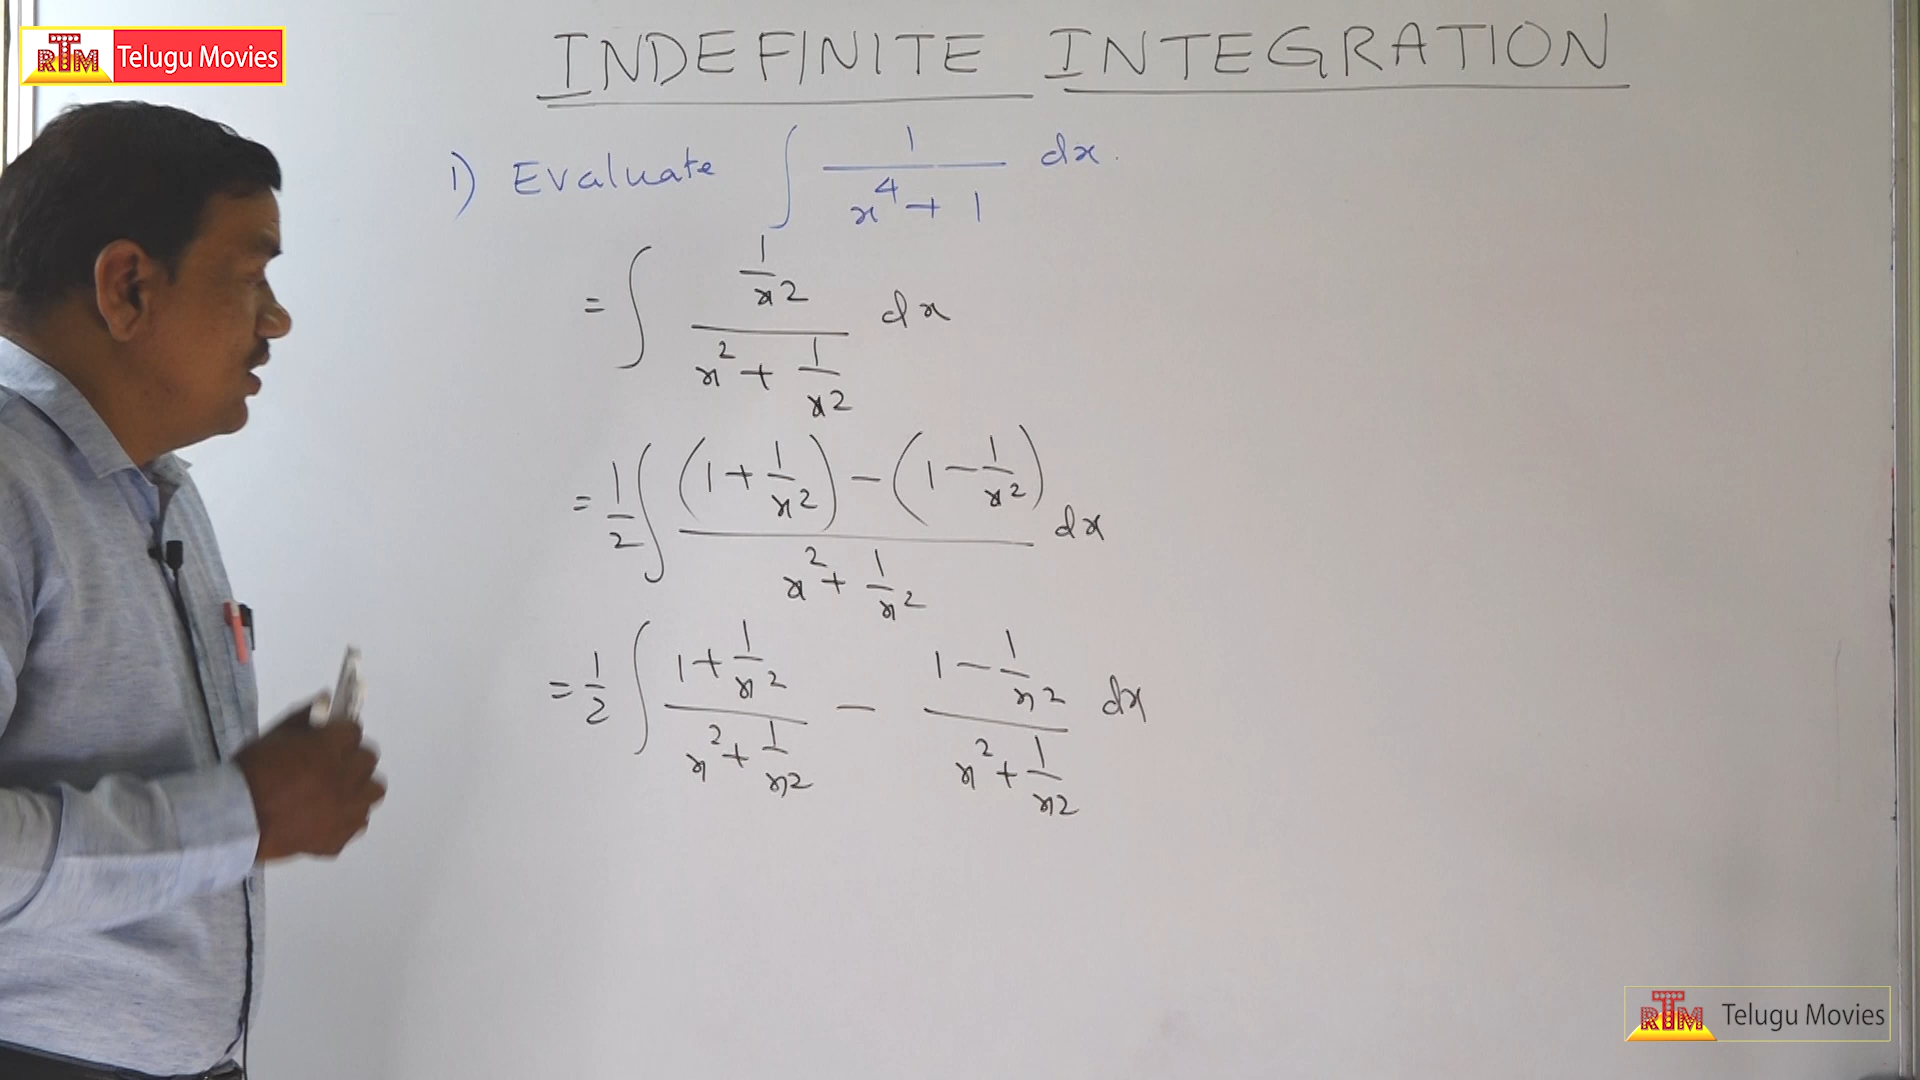 RTM Telugu Movies
INDEFINITE INTEGRATION
1) Evaluate ∫ 1/(x⁴ + 1) dx.
= ∫ (1/x²)/(x² + 1/x²) dx
= 1/2 ∫ ((1 + 1/x²) − (1 − 1/x²))/(x² + 1/x²) dx
= 1/2 ∫ (1 + 1/x²)/(x² + 1/x²) − (1 − 1/x²)/(x² + 1/x²) dx
RTM Telugu Movies